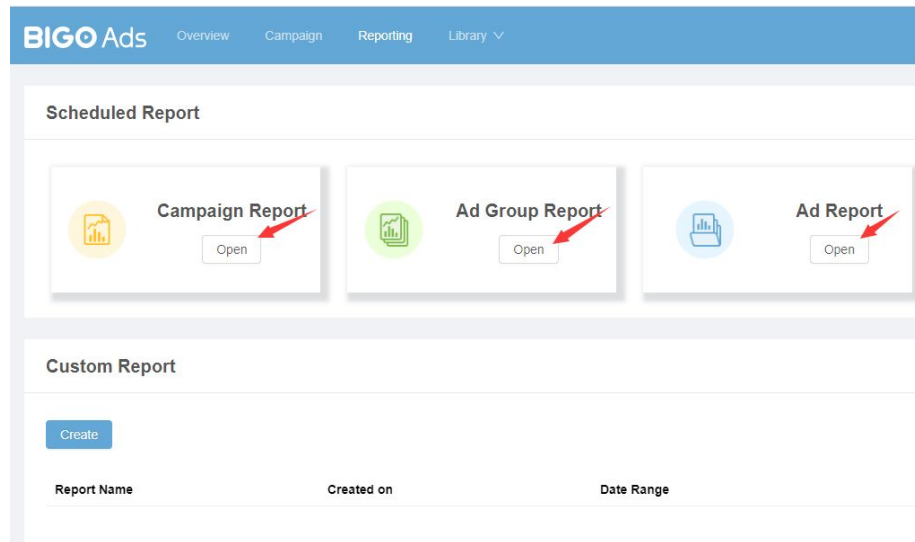 BIGO Ads Overview Campaign Reporting Library
Scheduled Report
Campaign Report Ad Group Report Ad Report
Open Open Open
Custom Report
Create
Report Name Created on Date Range